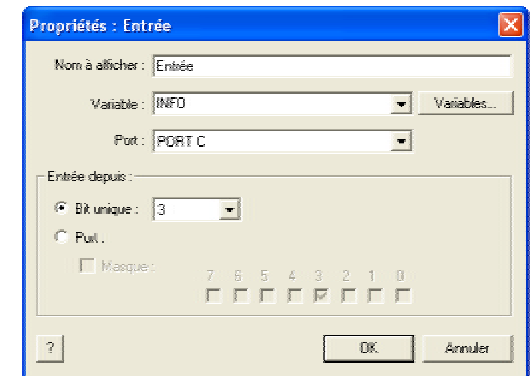 Propriétés : Entrée
Nom à afficher : Entrée
Variable : INFO Variables...
Port : PORT C
Entrée depuis :
Bit unique : 3
Port :
Masque :
7 6 5 4 3 2 1 0
? OK Annuler